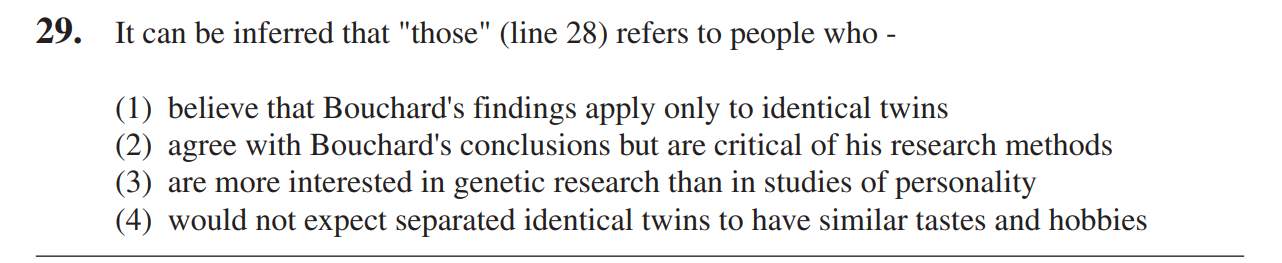 29. It can be inferred that "those" (line 28) refers to people who -
(1) believe that Bouchard's findings apply only to identical twins
(2) agree with Bouchard's conclusions but are critical of his research methods
(3) are more interested in genetic research than in studies of personality
(4) would not expect separated identical twins to have similar tastes and hobbies